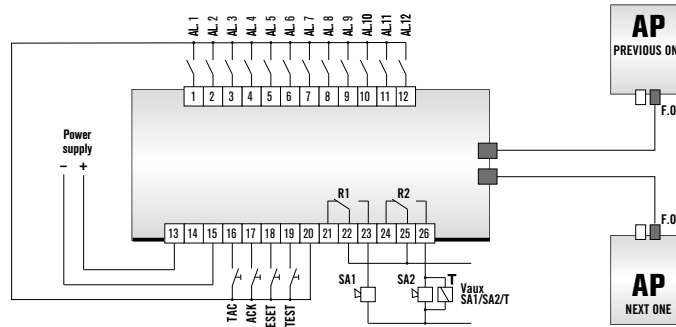 AL. 1 AL. 2 AL. 3 AL. 4 AL. 5 AL. 6 AL. 7 AL. 8 AL. 9 AL.10 AL.11 AL.12
1 2 3 4 5 6 7 8 9 10 11 12
AP
PREVIOUS ON
F.O
Power
supply
– +
R1 R2
13 14 15 16 17 18 19 20 21 22 23 24 25 26
F.O
TAC ACK ESET TEST
SA1 SA2 T
Vaux
SA1/SA2/T
AP
NEXT ONE